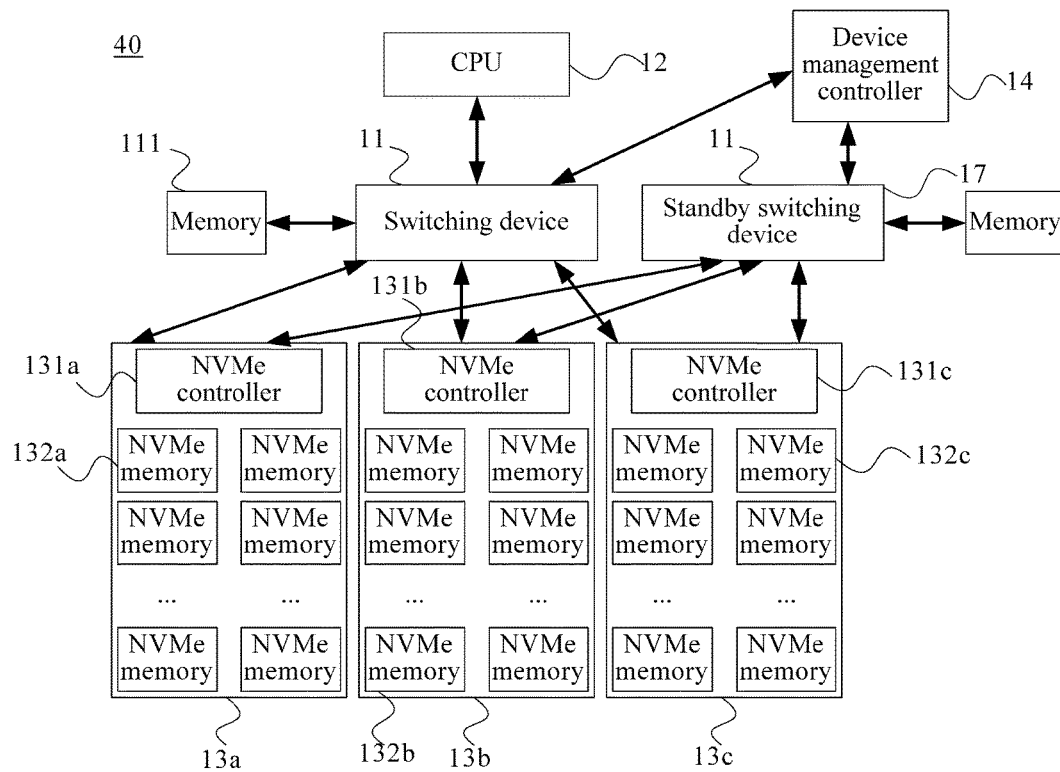 40
CPU
12
Device
management
controller
14
111
11
11
17
Memory
Switching device
Standby switching
device
Memory
131b
131a
NVMe
controller
NVMe
controller
NVMe
controller
131c
132a
NVMe
memory
NVMe
memory
NVMe
memory
NVMe
memory
NVMe
memory
NVMe
memory
132c
NVMe
memory
NVMe
memory
NVMe
memory
NVMe
memory
NVMe
memory
NVMe
memory
...
...
...
...
...
...
NVMe
memory
NVMe
memory
NVMe
memory
NVMe
memory
NVMe
memory
NVMe
memory
13a
132b
13b
13c